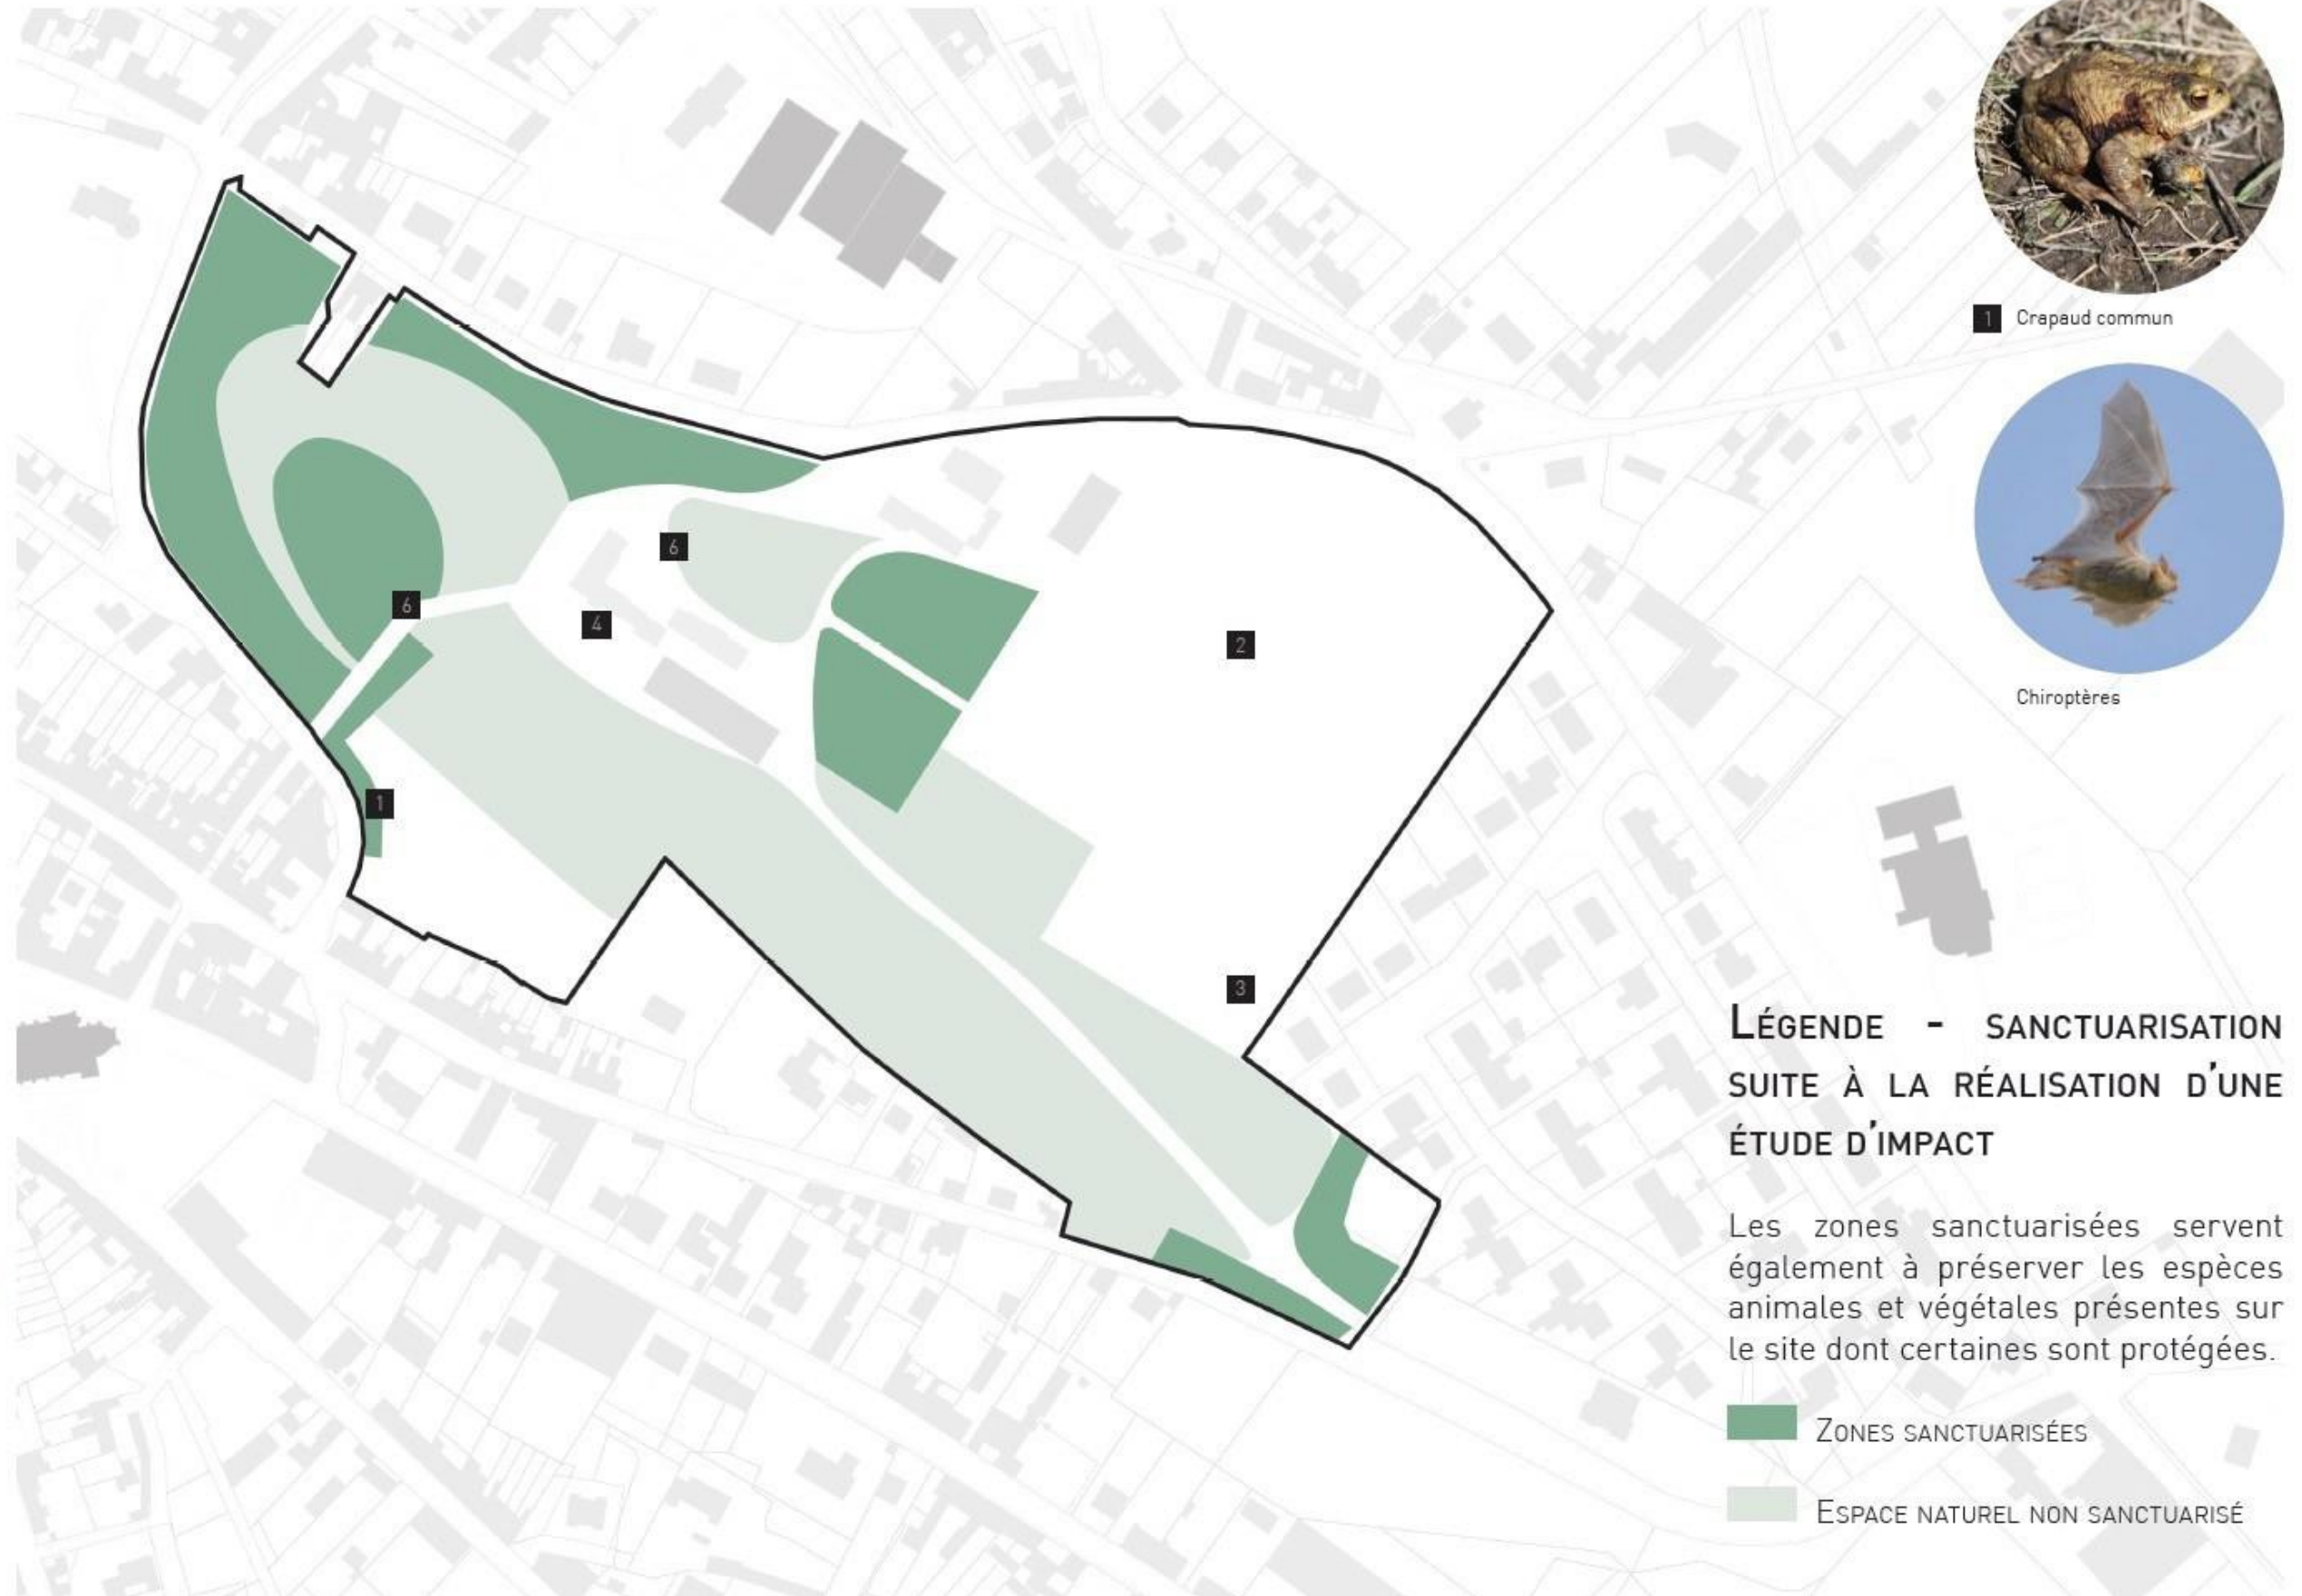 1 Crapaud commun
Chiroptères
6
6
4
2
1
3
LÉGENDE - SANCTUARISATION
SUITE À LA RÉALISATION D'UNE
ÉTUDE D'IMPACT
Les zones sanctuarisées servent
également à préserver les espèces
animales et végétales présentes sur
le site dont certaines sont protégées.
ZONES SANCTUARISÉES
ESPACE NATUREL NON SANCTUARISÉ